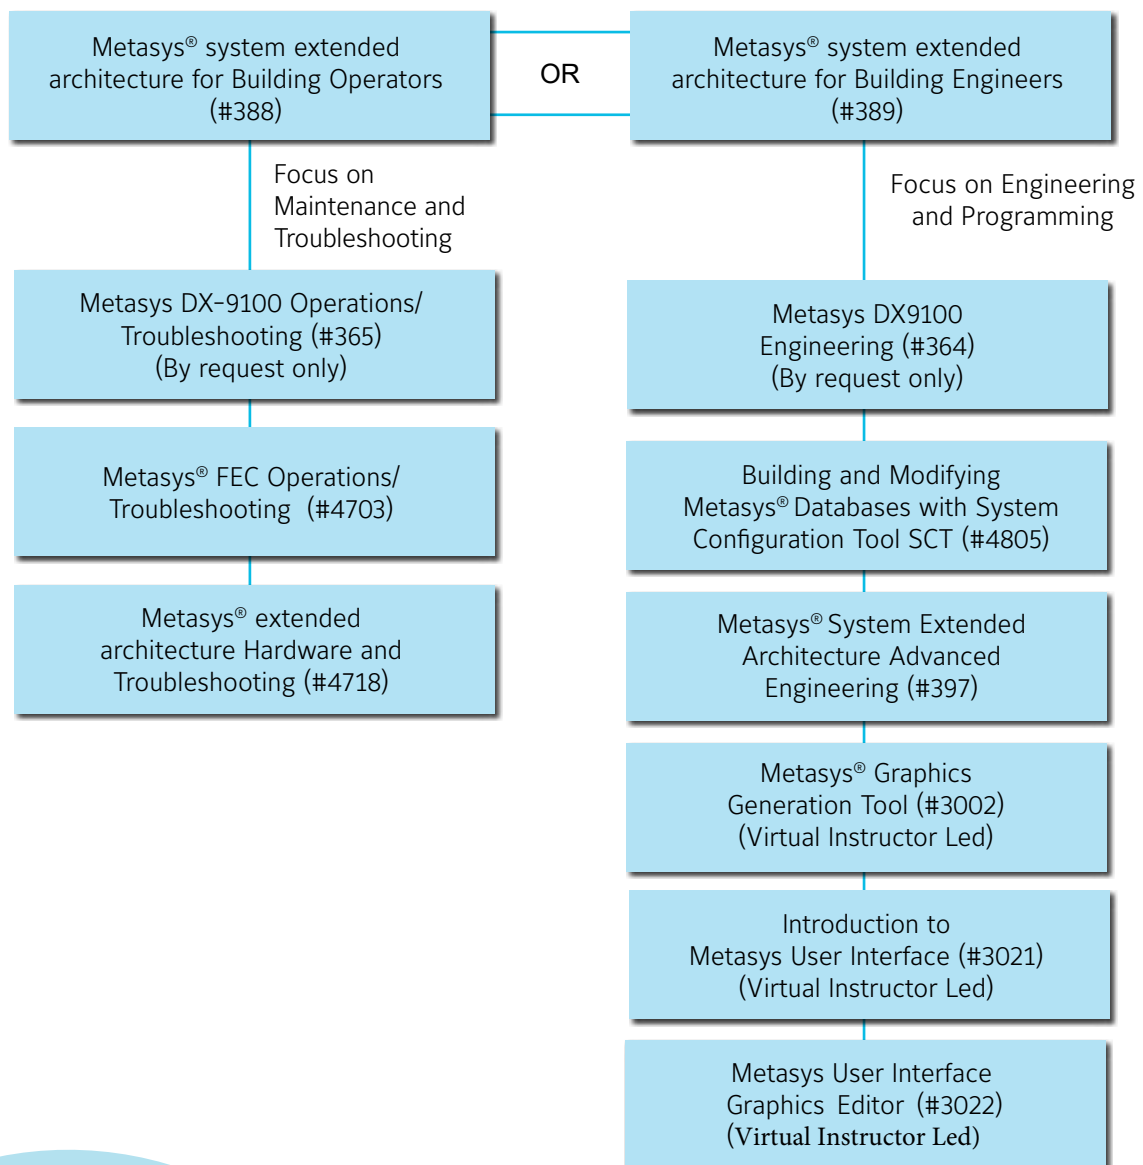 Metasys® system extended
architecture for Building Operators
(#388)
OR
Metasys® system extended
architecture for Building Engineers
(#389)
Focus on
Maintenance and
Troubleshooting
Metasys DX-9100 Operations/
Troubleshooting (#365)
(By request only)
Metasys® FEC Operations/
Troubleshooting (#4703)
Metasys® extended
architecture Hardware and
Troubleshooting (#4718)
Focus on Engineering
and Programming
Metasys DX9100
Engineering (#364)
(By request only)
Building and Modifying
Metasys® Databases with System
Configuration Tool SCT (#4805)
Metasys® System Extended
Architecture Advanced
Engineering (#397)
Metasys® Graphics
Generation Tool (#3002)
(Virtual Instructor Led)
Introduction to
Metasys User Interface (#3021)
(Virtual Instructor Led)
Metasys User Interface
Graphics Editor (#3022)
(Virtual Instructor Led)